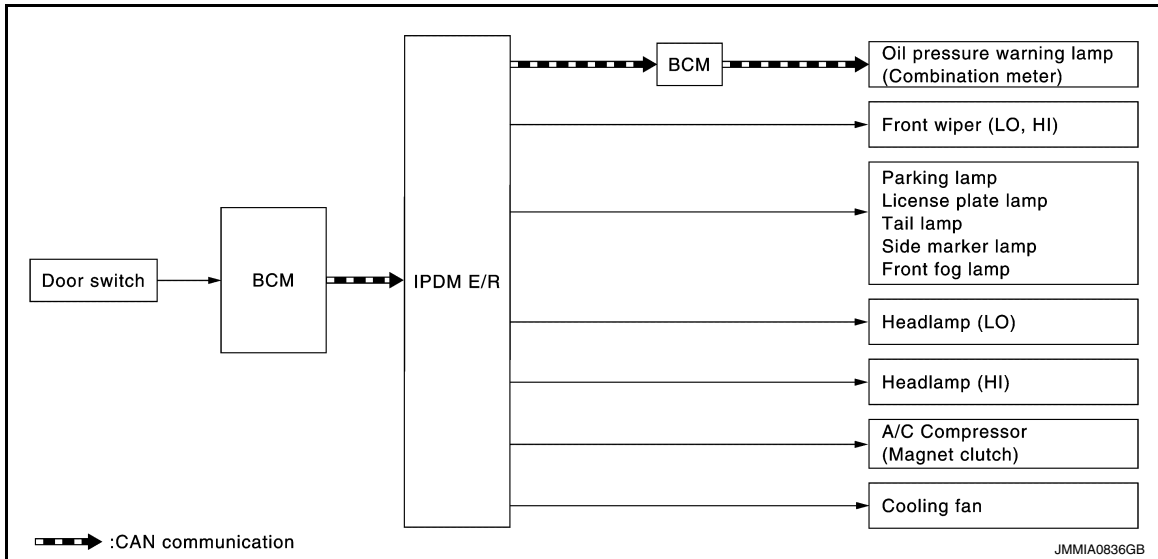 Door switch
BCM
IPDM E/R
BCM
Oil pressure warning lamp
(Combination meter)
Front wiper (LO, HI)
Parking lamp
License plate lamp
Tail lamp
Side marker lamp
Front fog lamp
Headlamp (LO)
Headlamp (HI)
A/C Compressor
(Magnet clutch)
Cooling fan
:CAN communication
JMMIA0836GB